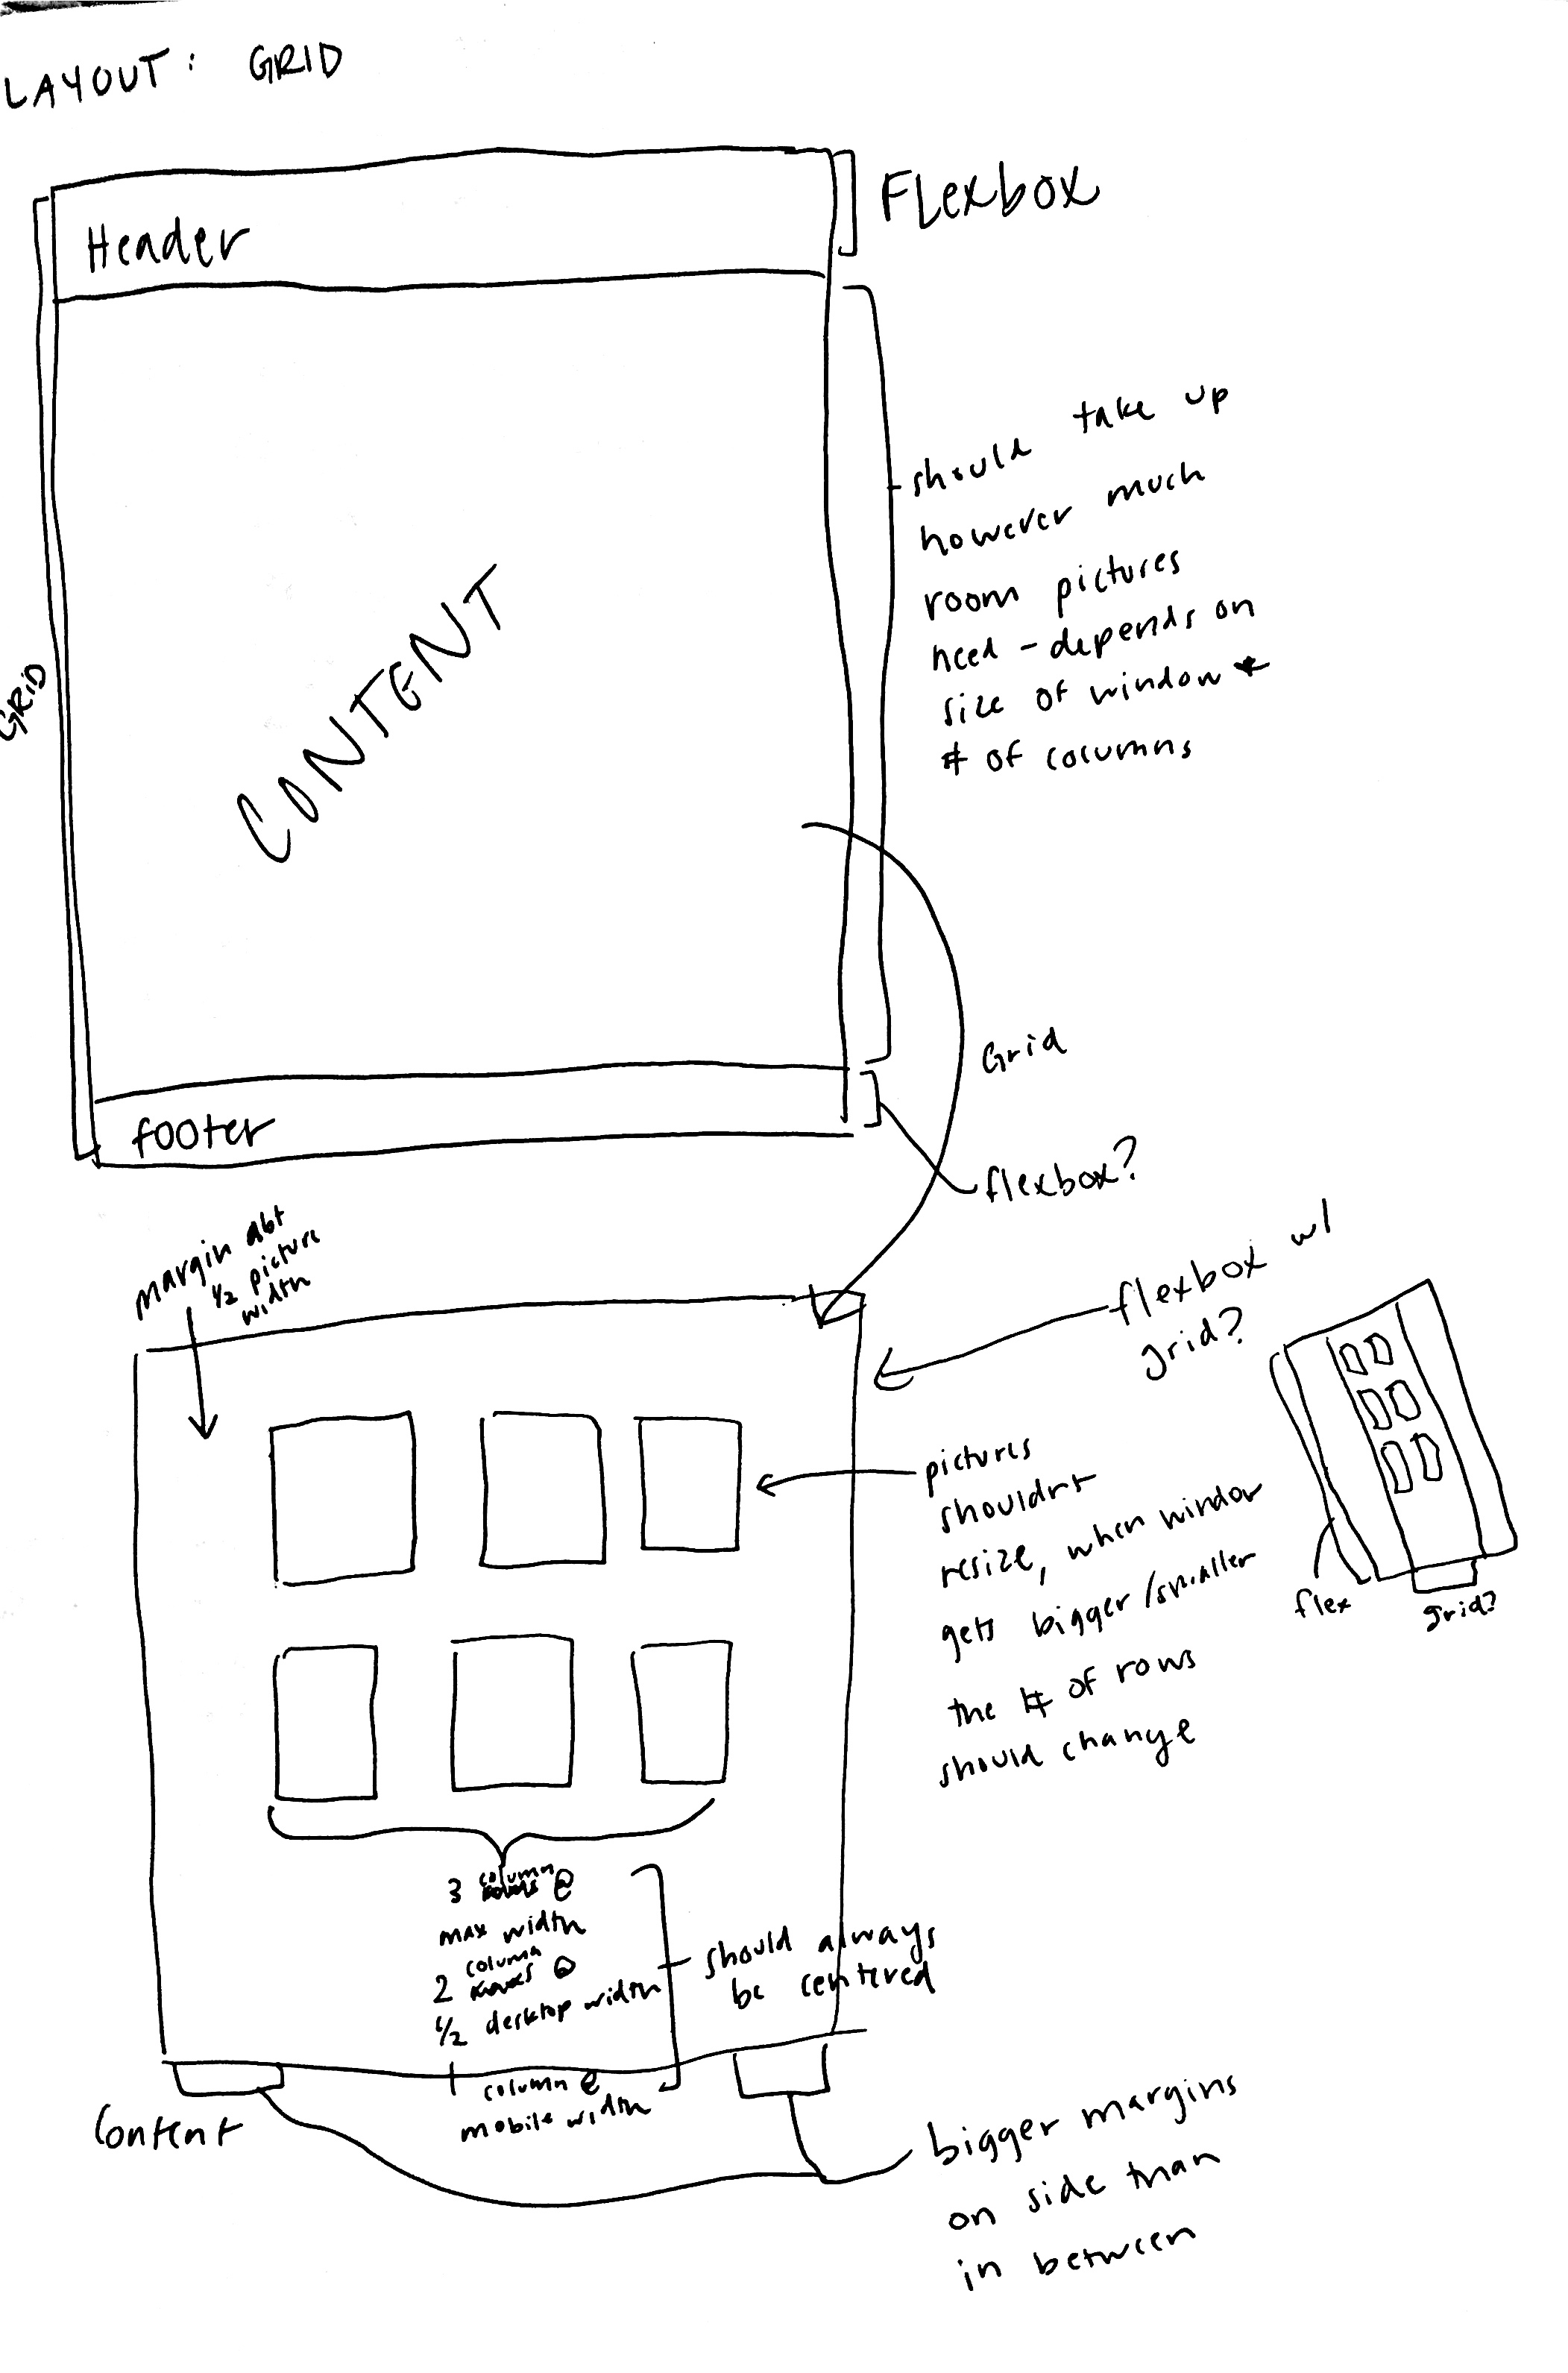 LAYOUT: GRID
Header
FLexbox
GRID
CONTENT
should take up
however much
room pictures
need - depends on
size of window +
# of columns
Grid
footer
flexbox?
margin abt
1/2 picture
width
flexbox w/
grid?
pictures
shouldn't
resize, when window
gets bigger/smaller
the # of rows
should change
flex
grid?
3 column @
max width
2 column @
1/2 desktop width
1 column @
mobile width
should always
be centered
Content
bigger margins
on side than
in between